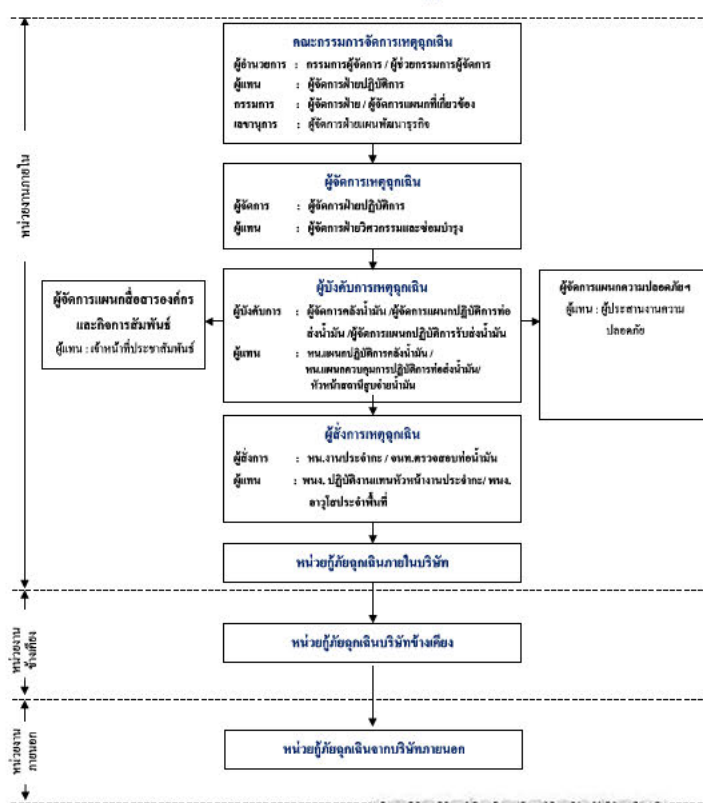 คณะกรรมการจัดการเหตุฉุกเฉิน
ผู้อำนวยการ : กรรมการผู้จัดการ / ผู้ช่วยกรรมการผู้จัดการ
ผู้แทน : ผู้จัดการฝ่ายปฏิบัติการ
กรรมการ : ผู้จัดการฝ่าย / ผู้จัดการแผนกที่เกี่ยวข้อง
เลขานุการ : ผู้จัดการฝ่ายแผนพัฒนาธุรกิจ
หน่วยงานภายใน
ผู้จัดการเหตุฉุกเฉิน
ผู้จัดการ : ผู้จัดการฝ่ายปฏิบัติการ
ผู้แทน : ผู้จัดการฝ่ายวิศวกรรมและซ่อมบำรุง
ผู้จัดการแผนกสื่อสารองค์กร
และกิจการสัมพันธ์
ผู้แทน : เจ้าหน้าที่ประชาสัมพันธ์
ผู้บังคับการเหตุฉุกเฉิน
ผู้บังคับการ : ผู้จัดการคลังน้ำมัน /ผู้จัดการแผนกปฏิบัติการท่อ
ส่งน้ำมัน /ผู้จัดการแผนกปฏิบัติการรับส่งน้ำมัน
ผู้แทน : หน.แผนกปฏิบัติการคลังน้ำมัน /
หน.แผนกควบคุมการปฏิบัติการท่อส่งน้ำมัน/
หัวหน้าสถานีสูบจ่ายน้ำมัน
ผู้จัดการแผนกความปลอดภัยฯ
ผู้แทน : ผู้ประสานงานความ
ปลอดภัย
ผู้สั่งการเหตุฉุกเฉิน
ผู้สั่งการ : หน.งานประจำกะ / จนท.ตรวจสอบท่อน้ำมัน
ผู้แทน : พนง. ปฏิบัติงานแทนหัวหน้างานประจำกะ/ พนง.
อาวุโสประจำพื้นที่
หน่วยกู้ภัยฉุกเฉินภายในบริษัท
หน่วยงาน
ข้างเคียง
หน่วยกู้ภัยฉุกเฉินบริษัทข้างเคียง
หน่วยงาน
ภายนอก
หน่วยกู้ภัยฉุกเฉินจากบริษัทภายนอก